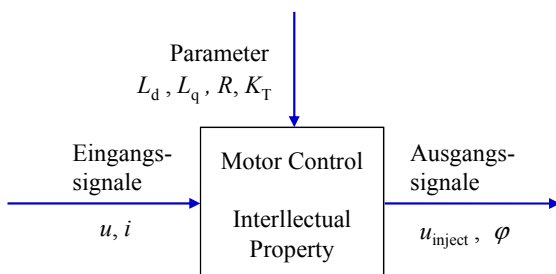 Parameter
L_d , L_q , R, K_T
Eingangs-
signale
u, i
Motor Control
Interllectual
Property
Ausgangs-
signale
u_inject , φ